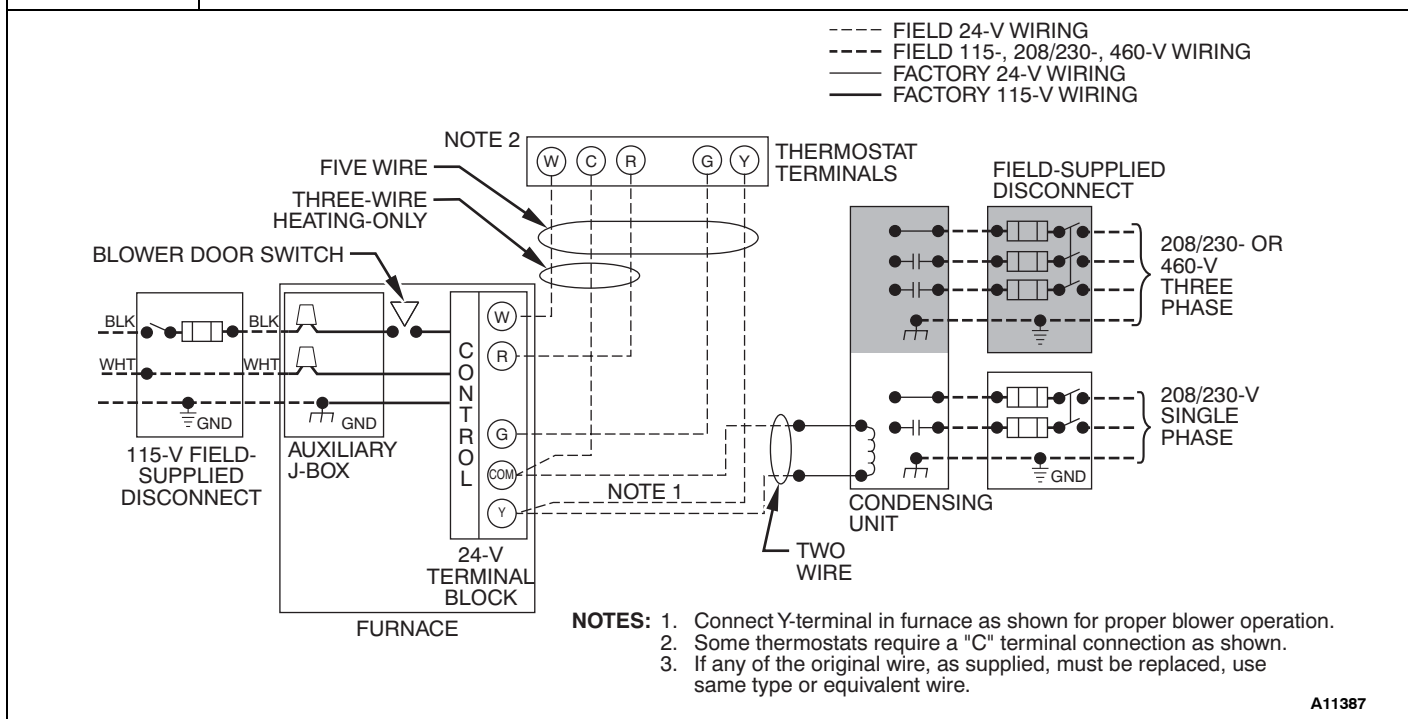 FIELD 24-V WIRING
FIELD 115-, 208/230-, 460-V WIRING
FACTORY 24-V WIRING
FACTORY 115-V WIRING
NOTE 2
W
C
R
G
Y
THERMOSTAT
TERMINALS
FIVE WIRE
THREE-WIRE
HEATING-ONLY
BLOWER DOOR SWITCH
FIELD-SUPPLIED
DISCONNECT
208/230- OR
460-V
THREE
PHASE
BLK
BLK
WHT
WHT
GND
GND
CONTROL
W
R
G
COM
Y
NOTE 1
115-V FIELD-
SUPPLIED
DISCONNECT
AUXILIARY
J-BOX
24-V
TERMINAL
BLOCK
FURNACE
TWO
WIRE
CONDENSING
UNIT
GND
208/230-V
SINGLE
PHASE
NOTES: 1. Connect Y-terminal in furnace as shown for proper blower operation.
2. Some thermostats require a "C" terminal connection as shown.
3. If any of the original wire, as supplied, must be replaced, use
same type or equivalent wire.
A11387